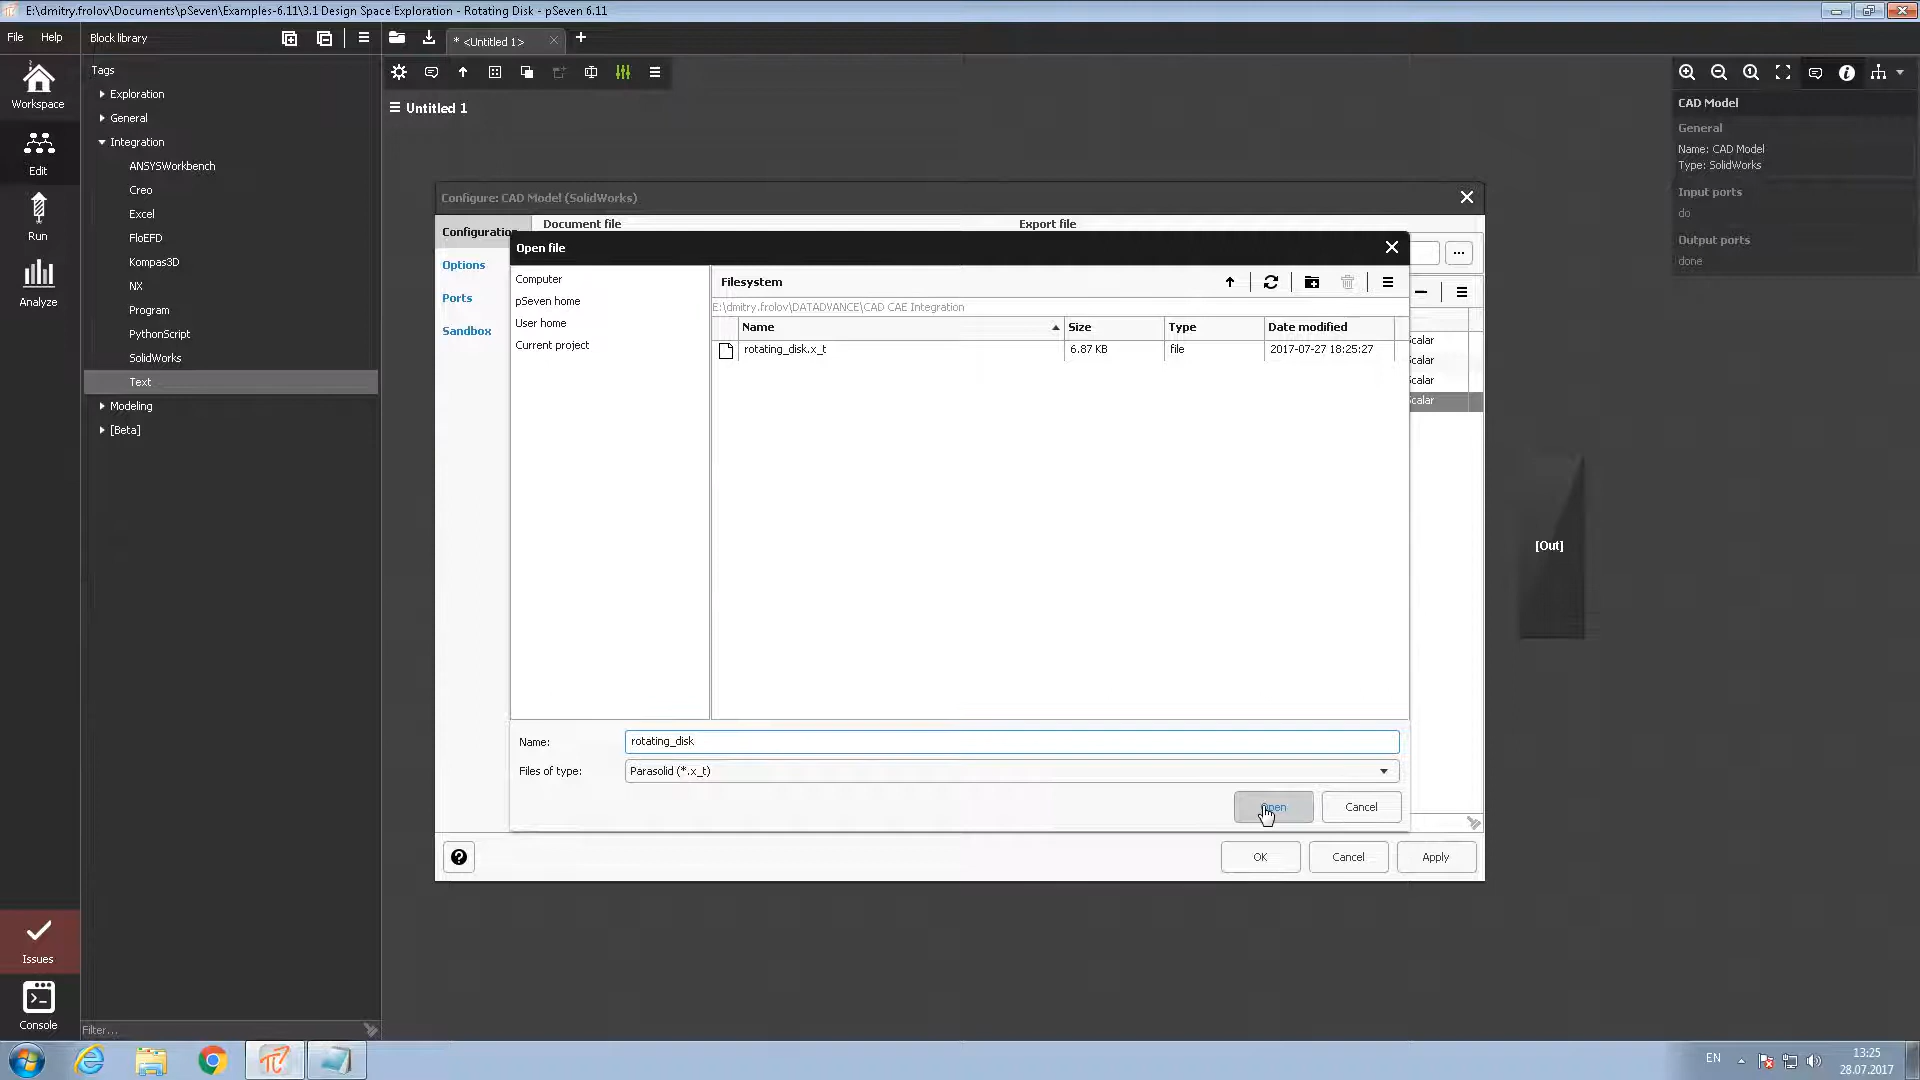 E:\dmitry.frolov\Documents\pSeven\Examples-6.11\3.1 Design Space Exploration - Rotating Disk - pSeven 6.11
File Help
Block library
* <Untitled 1>
Workspace
Edit
Run
Analyze
Issues
Console
Tags
Exploration
General
Integration
ANSYSWorkbench
Creo
Excel
FloEFD
Kompas3D
NX
Program
PythonScript
SolidWorks
Text
Modeling
[Beta]
Filter...
Untitled 1
Configure: CAD Model (SolidWorks)
Configuration
Options
Ports
Sandbox
Document file
Export file
Open file
Computer
pSeven home
User home
Current project
Filesystem
E:\dmitry.frolov\DATADVANCE\CAD CAE Integration
Name Size Type Date modified
rotating_disk.x_t 6.87 KB file 2017-07-27 18:25:27
Name: rotating_disk
Files of type: Parasolid (*.x_t)
Open Cancel
Scalar
Scalar
Scalar
Scalar
OK Cancel Apply
[Out]
CAD Model
General
Name: CAD Model
Type: SolidWorks
Input ports
do
Output ports
done
EN
13:25
28.07.2017